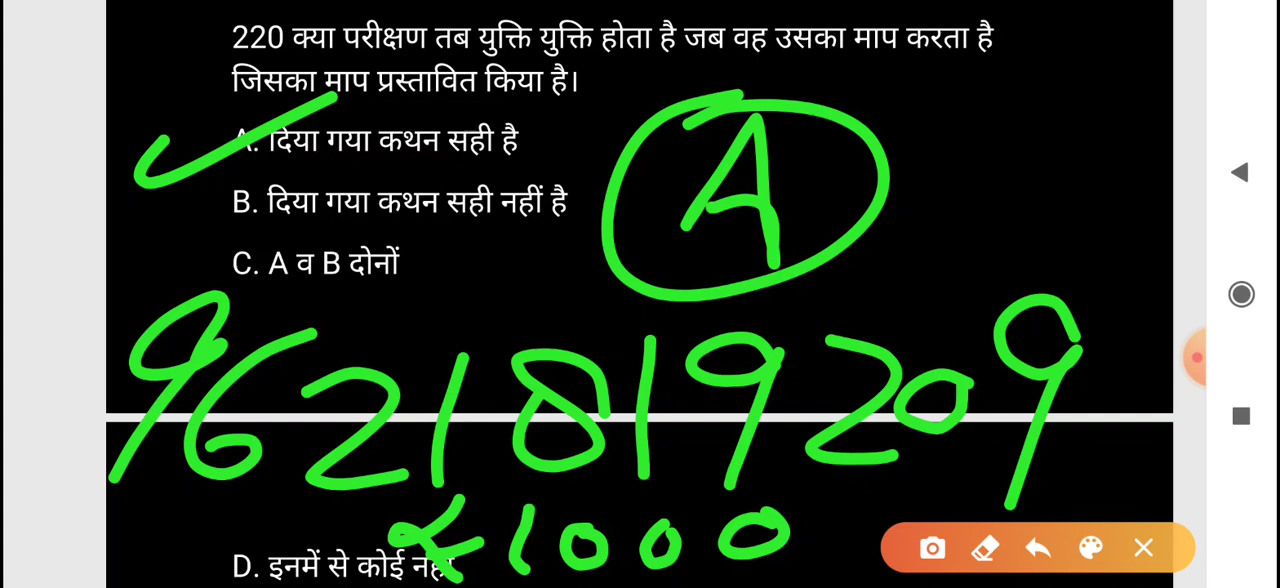 220 क्या परीक्षण तब युक्ति युक्ति होता है जब वह उसका माप करता है
जिसका माप प्रस्तावित किया है।
A. दिया गया कथन सही है
A
B. दिया गया कथन सही नहीं है
C. A व B दोनों
9621819209
₹1000
D. इनमें से कोई नहीं